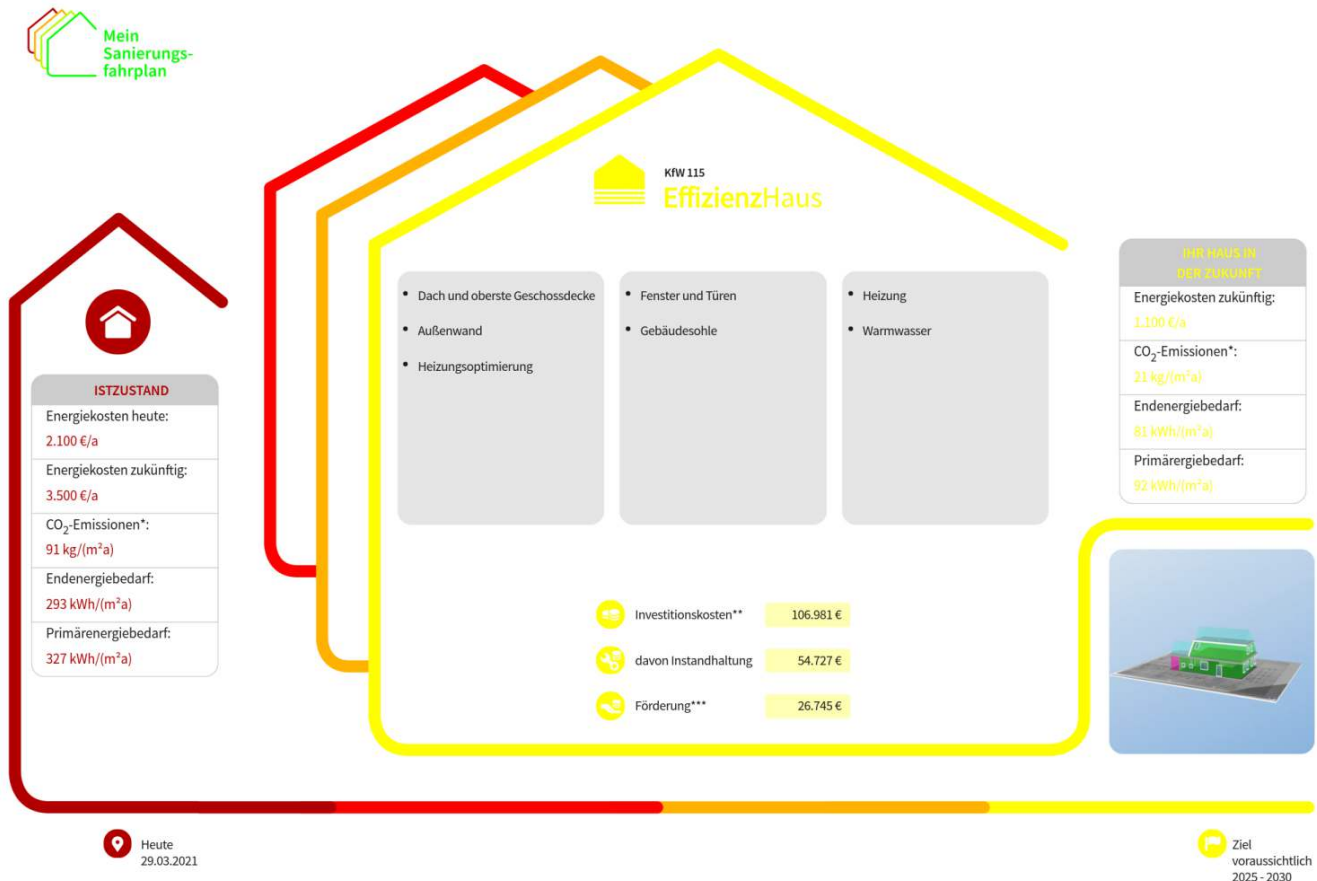 Mein
Sanierungs-
fahrplan
KfW 115
EffizienzHaus
ISTZUSTAND
Energiekosten heute:
2.100 €/a
Energiekosten zukünftig:
3.500 €/a
CO₂-Emissionen*:
91 kg/(m²a)
Endenergiebedarf:
293 kWh/(m²a)
Primärenergiebedarf:
327 kWh/(m²a)
• Dach und oberste Geschossdecke
• Außenwand
• Heizungsoptimierung
• Fenster und Türen
• Gebäudesohle
• Heizung
• Warmwasser
Investitionskosten** 106.981 €
davon Instandhaltung 54.727 €
Förderung*** 26.745 €
IHR HAUS IN
DER ZUKUNFT
Energiekosten zukünftig:
1.100 €/a
CO₂-Emissionen*:
21 kg/(m²a)
Endenergiebedarf:
81 kWh/(m²a)
Primärergiebedarf:
92 kWh/(m²a)
Heute
29.03.2021
Ziel
voraussichtlich
2025 - 2030